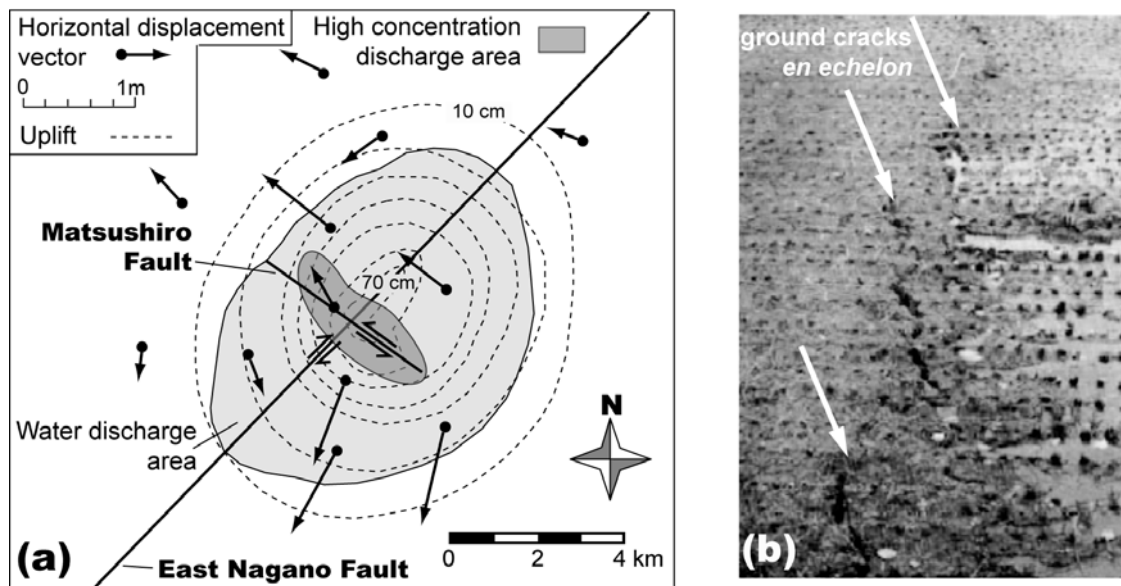 Horizontal displacement
vector
0 1m
Uplift
High concentration
discharge area
10 cm
Matsushiro
Fault
70 cm
Water discharge
area
N
0 2 4 km
(a)
East Nagano Fault
ground cracks
en echelon
(b)